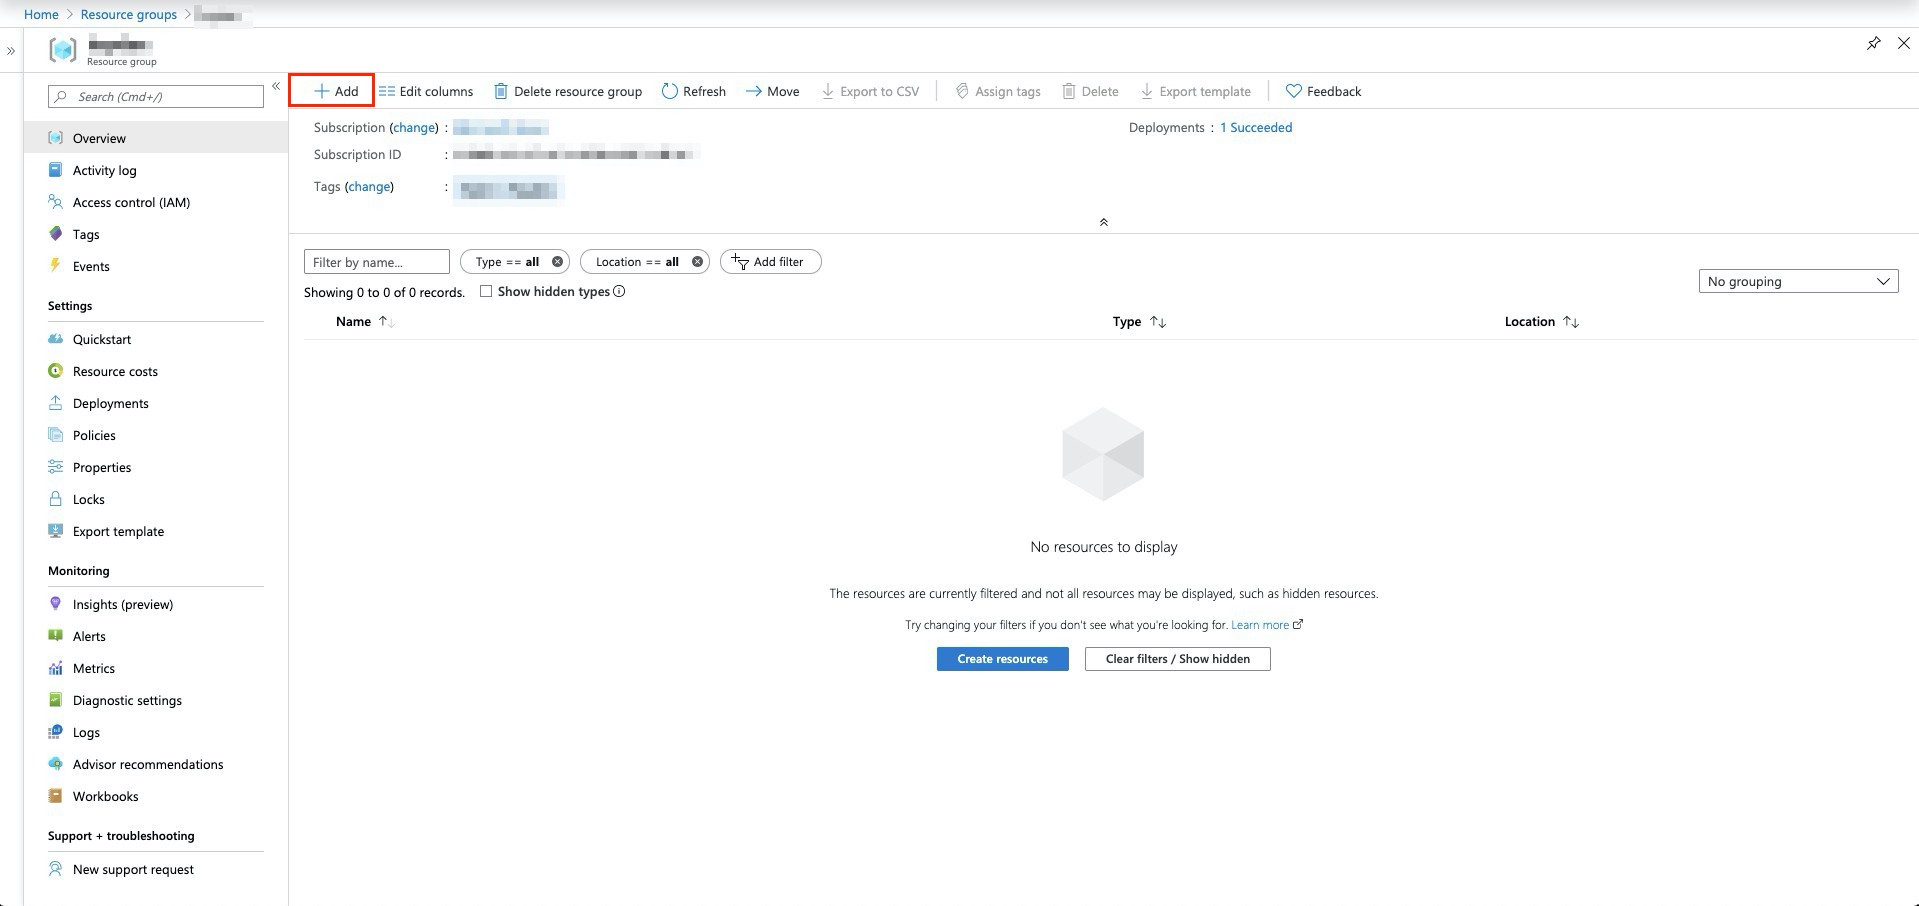 Home > Resource groups >
Resource group
Search (Cmd+/)
Add
Edit columns
Delete resource group
Refresh
Move
Export to CSV
Assign tags
Delete
Export template
Feedback
Overview
Activity log
Access control (IAM)
Tags
Events
Settings
Quickstart
Resource costs
Deployments
Policies
Properties
Locks
Export template
Monitoring
Insights (preview)
Alerts
Metrics
Diagnostic settings
Logs
Advisor recommendations
Workbooks
Support + troubleshooting
New support request
Subscription (change) :
Deployments : 1 Succeeded
Subscription ID :
Tags (change) :
Filter by name...
Type == all
Location == all
Add filter
Showing 0 to 0 of 0 records.
Show hidden types
No grouping
Name
Type
Location
No resources to display
The resources are currently filtered and not all resources may be displayed, such as hidden resources.
Try changing your filters if you don't see what you're looking for. Learn more
Create resources
Clear filters / Show hidden